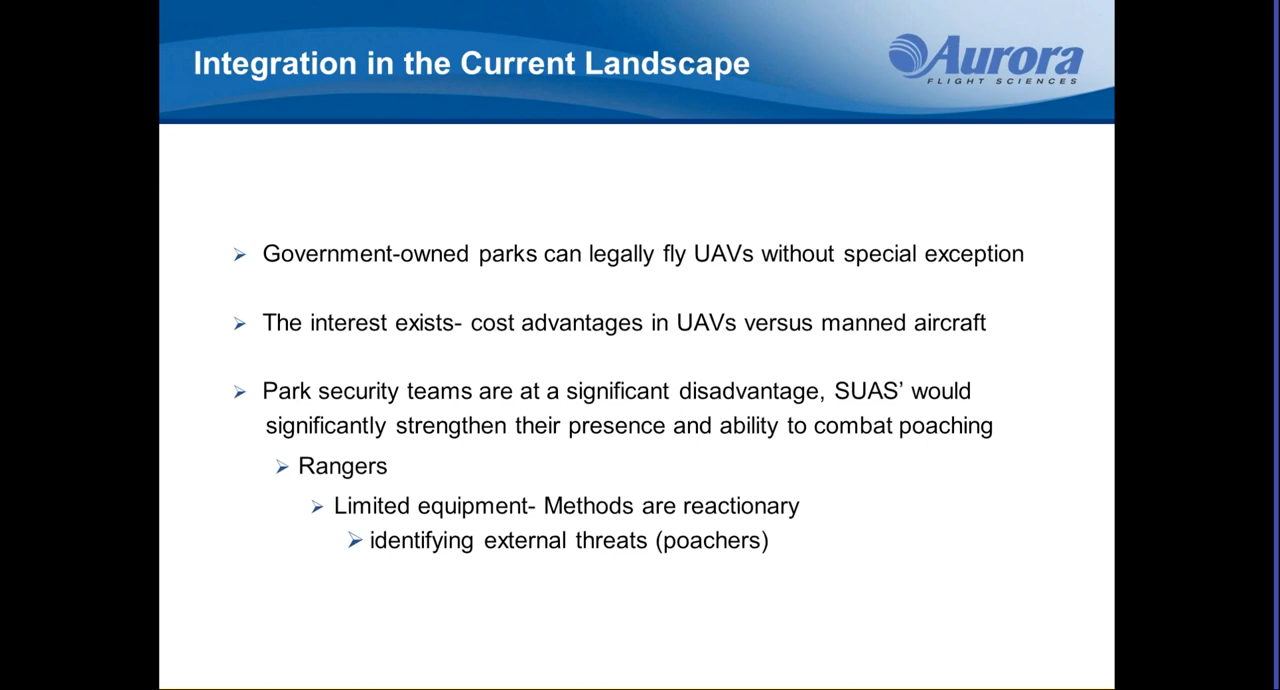 Integration in the Current Landscape
Aurora
FLIGHT SCIENCES
Government-owned parks can legally fly UAVs without special exception
The interest exists- cost advantages in UAVs versus manned aircraft
Park security teams are at a significant disadvantage, SUAS’ would
significantly strengthen their presence and ability to combat poaching
Rangers
Limited equipment- Methods are reactionary
identifying external threats (poachers)